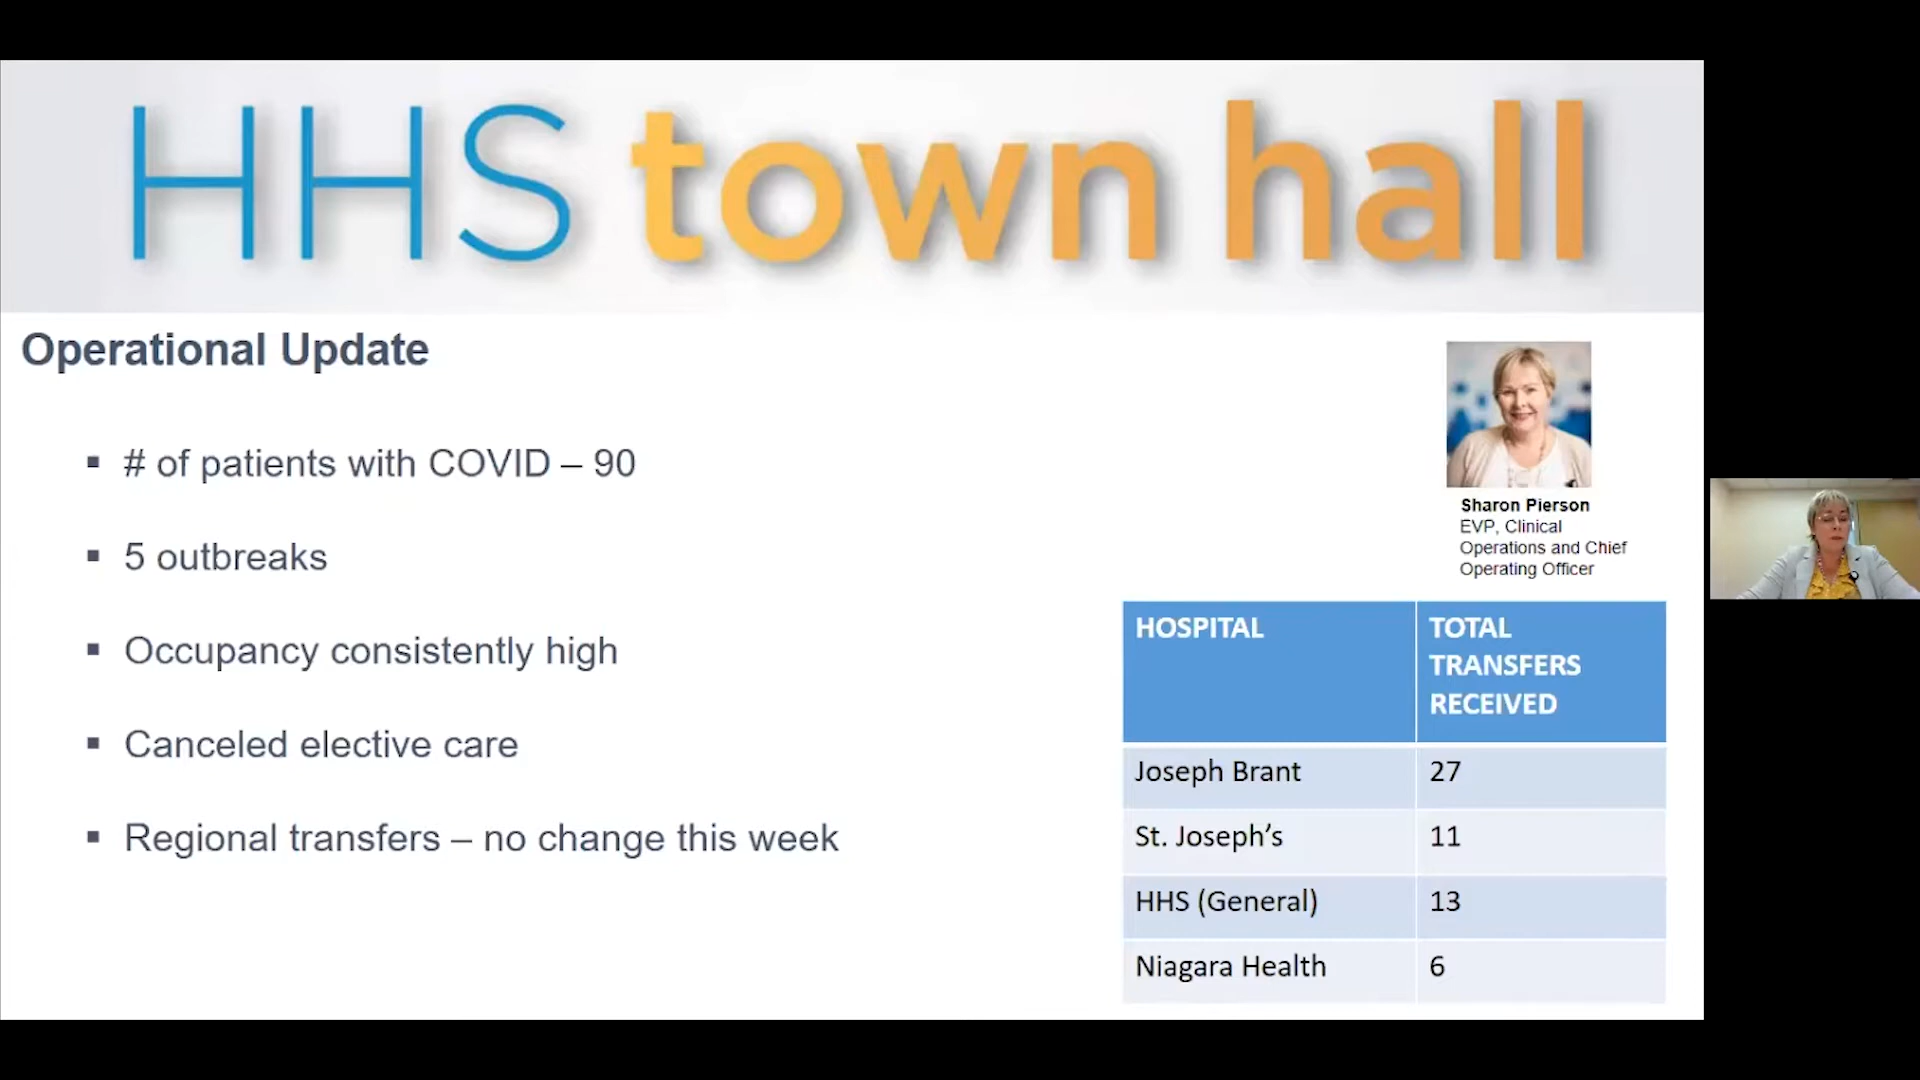 HHS town hall
Operational Update
▪ # of patients with COVID – 90
▪ 5 outbreaks
▪ Occupancy consistently high
▪ Canceled elective care
▪ Regional transfers – no change this week
Sharon Pierson
EVP, Clinical
Operations and Chief
Operating Officer
HOSPITAL TOTAL
TRANSFERS
RECEIVED
Joseph Brant 27
St. Joseph’s 11
HHS (General) 13
Niagara Health 6